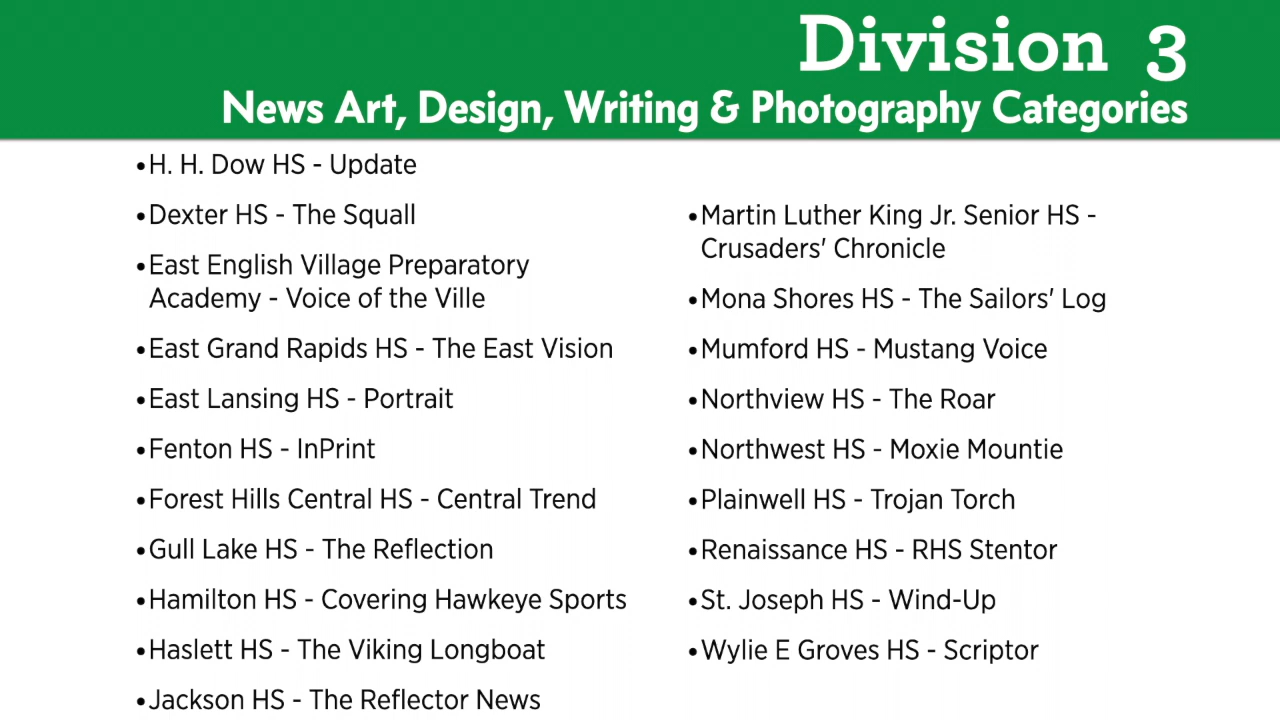 Division 3
News Art, Design, Writing & Photography Categories
•H. H. Dow HS - Update
•Dexter HS - The Squall
•East English Village Preparatory
Academy - Voice of the Ville
•East Grand Rapids HS - The East Vision
•East Lansing HS - Portrait
•Fenton HS - InPrint
•Forest Hills Central HS - Central Trend
•Gull Lake HS - The Reflection
•Hamilton HS - Covering Hawkeye Sports
•Haslett HS - The Viking Longboat
•Jackson HS - The Reflector News
•Martin Luther King Jr. Senior HS -
Crusaders' Chronicle
•Mona Shores HS - The Sailors' Log
•Mumford HS - Mustang Voice
•Northview HS - The Roar
•Northwest HS - Moxie Mountie
•Plainwell HS - Trojan Torch
•Renaissance HS - RHS Stentor
•St. Joseph HS - Wind-Up
•Wylie E Groves HS - Scriptor